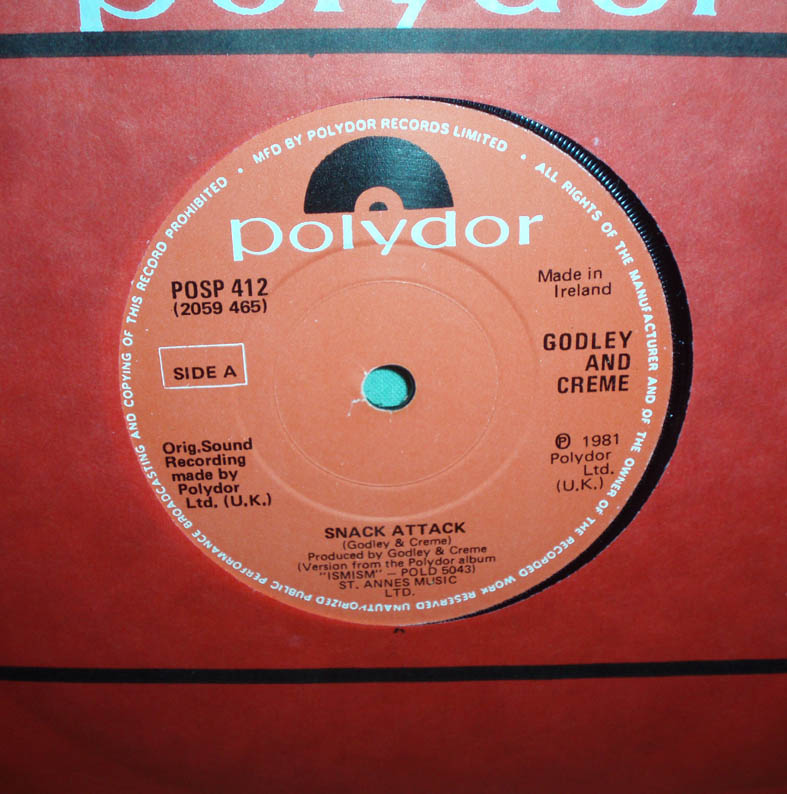 polydor
MFD BY POLYDOR RECORDS LIMITED • ALL RIGHTS OF THE MANUFACTURER AND OF THE OWNER OF THE RECORDED WORK RESERVED UNAUTHORIZED PUBLIC PERFORMANCE BROADCASTING AND COPYING OF THIS RECORD PROHIBITED •
polydor
POSP 412
(2059 465)
Made in
Ireland
SIDE A
GODLEY
AND
CREME
Orig.Sound
Recording
made by
Polydor
Ltd. (U.K.)
℗ 1981
Polydor
Ltd.
(U.K.)
SNACK ATTACK
(Godley & Creme)
Produced by Godley & Creme
(Version from the Polydor album
"ISMISM" – POLD 5043)
ST. ANNES MUSIC
LTD.
A